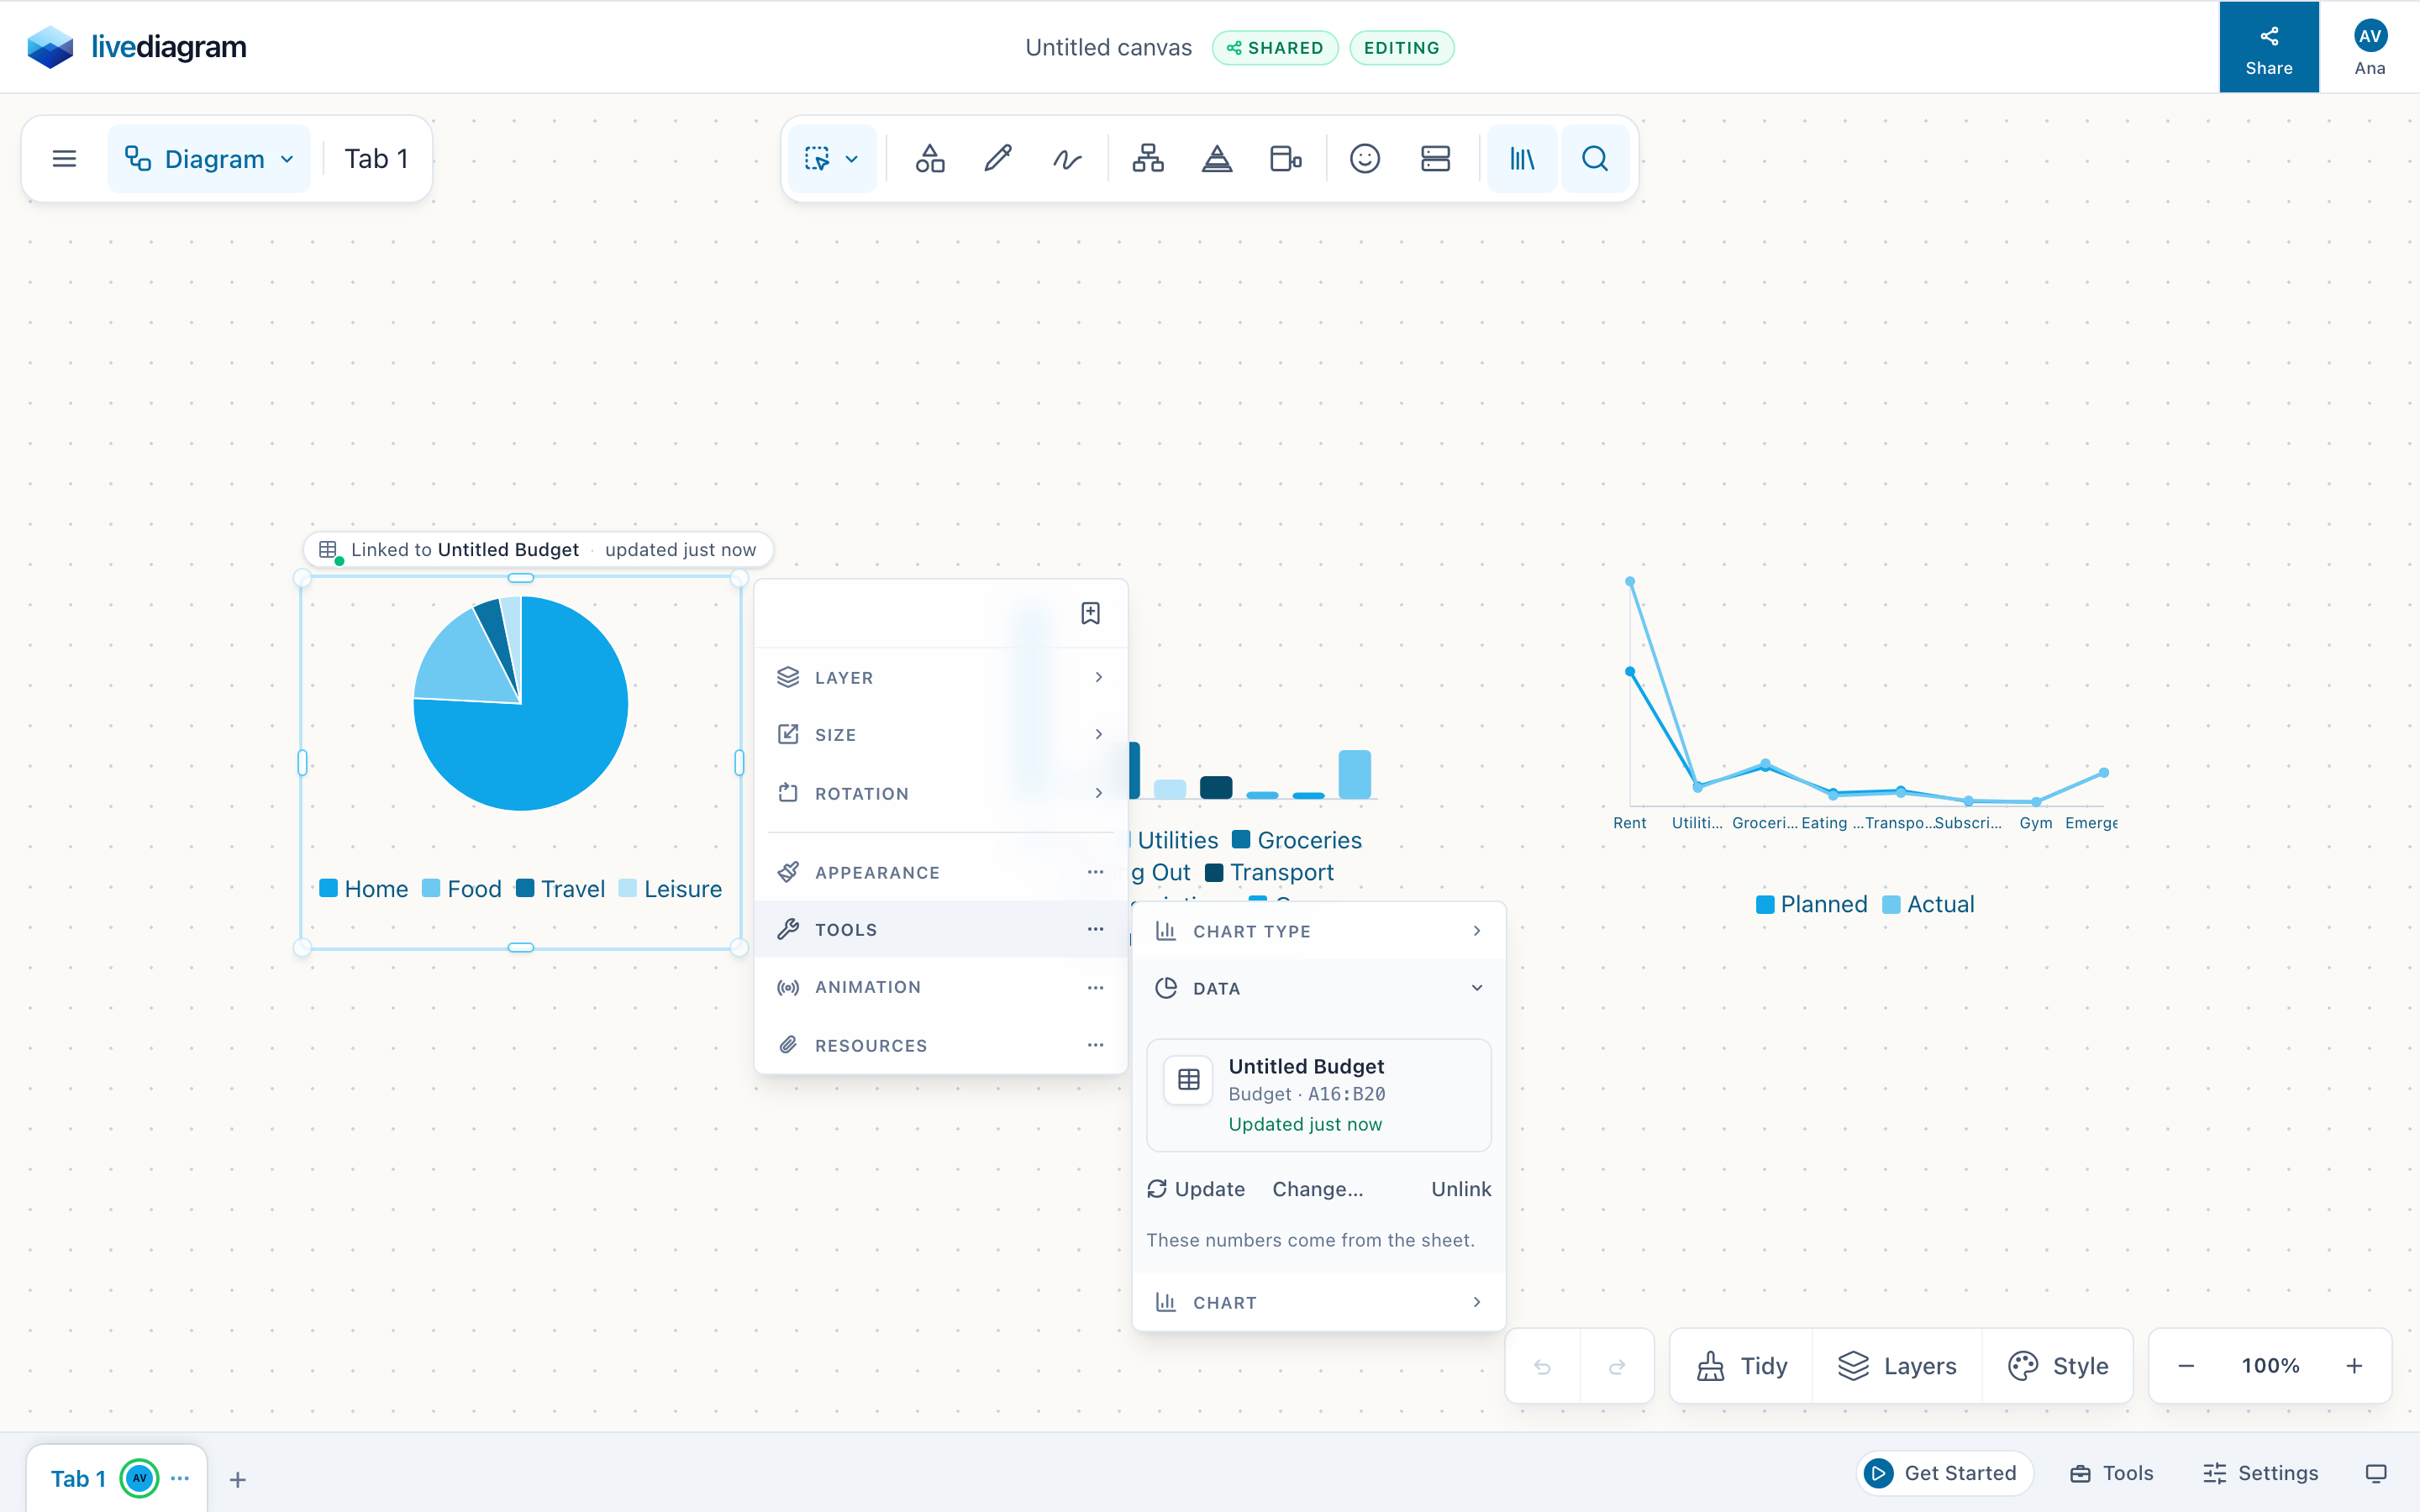 livediagram
Untitled canvas
SHARED
EDITING
Share
AV
Ana
Diagram
Tab 1
Linked to Untitled Budget · updated just now
Home Food Travel Leisure
LAYER
SIZE
ROTATION
APPEARANCE
TOOLS
ANIMATION
RESOURCES
Utilities Groceries
g Out Transport
CHART TYPE
DATA
Untitled Budget
Budget · A16:B20
Updated just now
Update Change... Unlink
These numbers come from the sheet.
CHART
Rent Utiliti... Groceri... Eating ... Transpo... Subscri... Gym Emerge
Planned Actual
Tidy
Layers
Style
− 100% +
Tab 1 AV ... +
Get Started
Tools
Settings